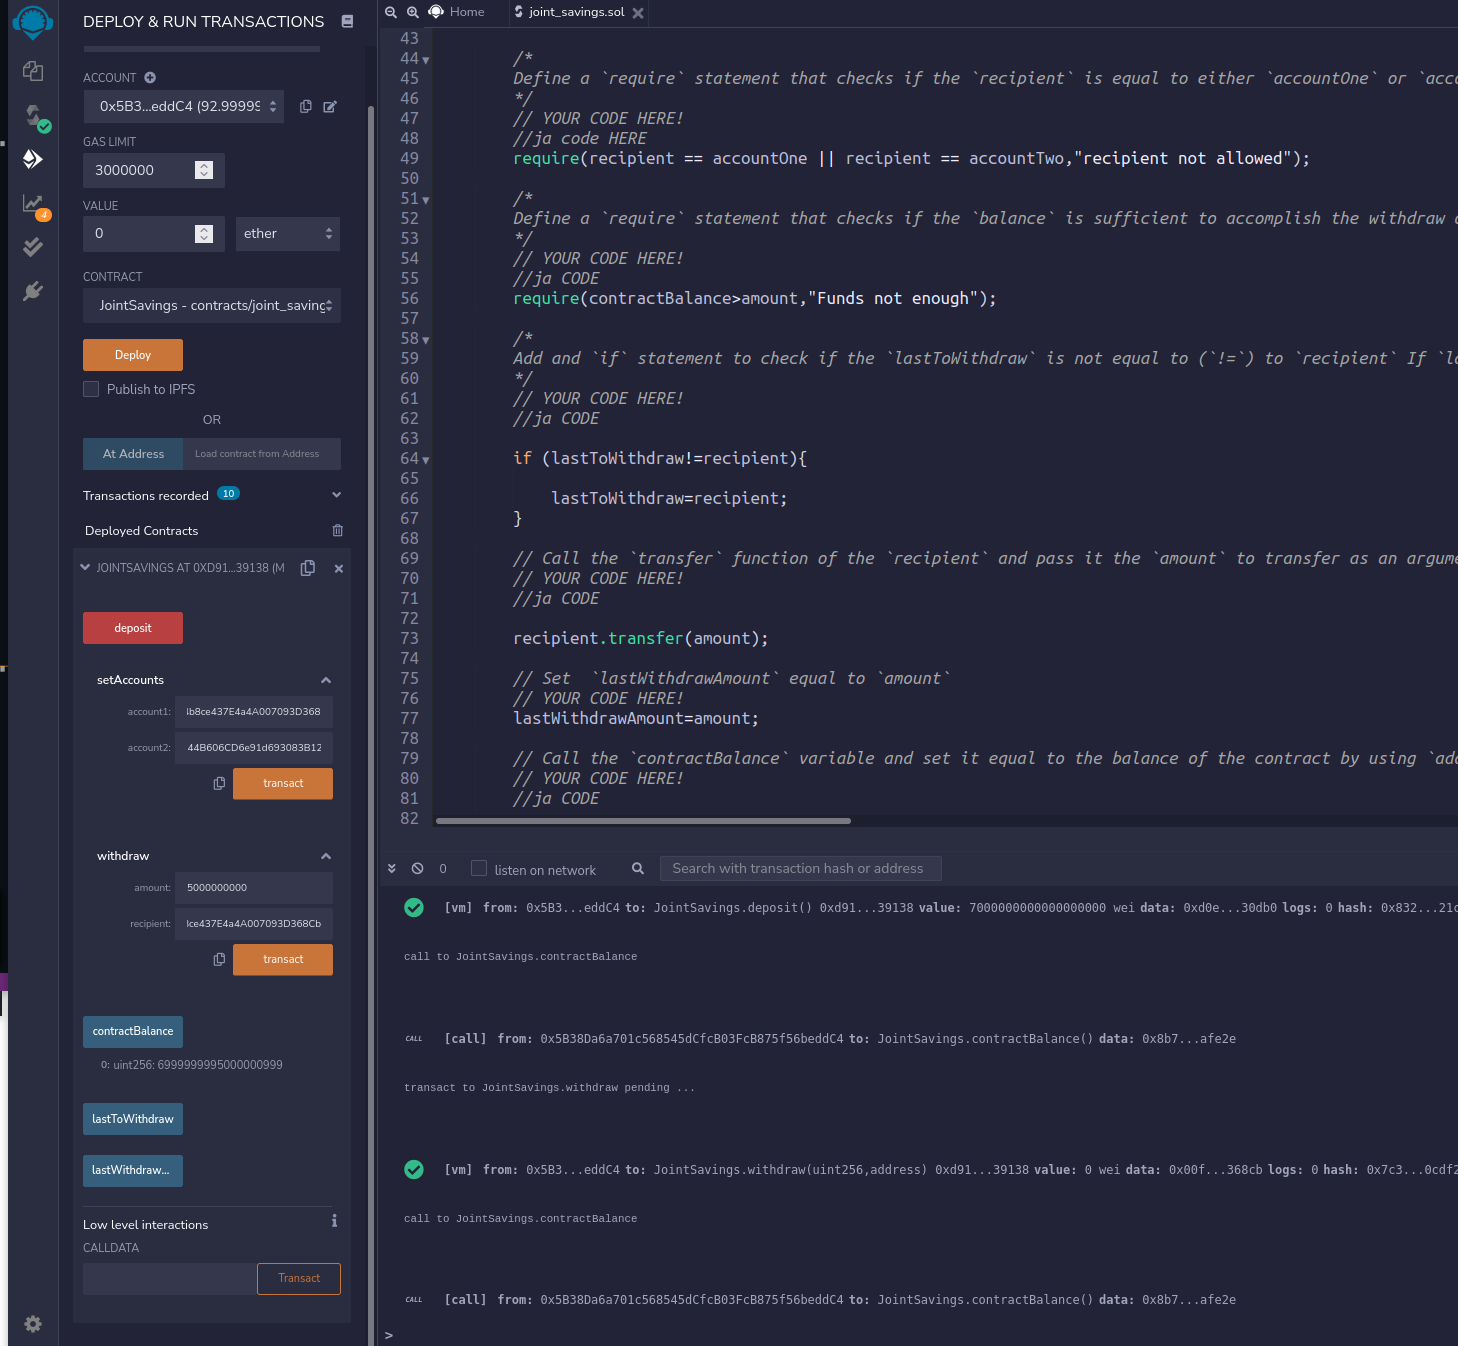 DEPLOY & RUN TRANSACTIONS
ACCOUNT
0x5B3...eddC4 (92.99999
GAS LIMIT
3000000
VALUE
0
ether
CONTRACT
JointSavings - contracts/joint_saving
Deploy
Publish to IPFS
OR
At Address
Load contract from Address
Transactions recorded 10
Deployed Contracts
JOINTSAVINGS AT 0XD91...39138 (M
deposit
setAccounts
account1: b8ce437E4a4A007093D368
account2: 44B606CD6e91d693083B12
transact
withdraw
amount: 5000000000
recipient: ce437E4a4A007093D368Cb
transact
contractBalance
0: uint256: 6999999995000000999
lastToWithdraw
lastWithdraw...
Low level interactions
i
CALLDATA
Transact
4
Home
joint_savings.sol
43
44 /*
45 Define a `require` statement that checks if the `recipient` is equal to either `accountOne` or `acco
46 */
47 // YOUR CODE HERE!
48 //ja code HERE
49 require(recipient == accountOne || recipient == accountTwo,"recipient not allowed");
50
51 /*
52 Define a `require` statement that checks if the `balance` is sufficient to accomplish the withdraw o
53 */
54 // YOUR CODE HERE!
55 //ja CODE
56 require(contractBalance>amount,"Funds not enough");
57
58 /*
59 Add and `if` statement to check if the `lastToWithdraw` is not equal to (`!=`) to `recipient` If `la
60 */
61 // YOUR CODE HERE!
62 //ja CODE
63
64 if (lastToWithdraw!=recipient){
65
66 lastToWithdraw=recipient;
67 }
68
69 // Call the `transfer` function of the `recipient` and pass it the `amount` to transfer as an argume
70 // YOUR CODE HERE!
71 //ja CODE
72
73 recipient.transfer(amount);
74
75 // Set  `lastWithdrawAmount` equal to `amount`
76 // YOUR CODE HERE!
77 lastWithdrawAmount=amount;
78
79 // Call the `contractBalance` variable and set it equal to the balance of the contract by using `add
80 // YOUR CODE HERE!
81 //ja CODE
82
0
listen on network
Search with transaction hash or address
[vm] from: 0x5B3...eddC4 to: JointSavings.deposit() 0xd91...39138 value: 7000000000000000000 wei data: 0xd0e...30db0 logs: 0 hash: 0x832...21c
call to JointSavings.contractBalance
CALL [call] from: 0x5B38Da6a701c568545dCfcB03FcB875f56beddC4 to: JointSavings.contractBalance() data: 0x8b7...afe2e
transact to JointSavings.withdraw pending ...
[vm] from: 0x5B3...eddC4 to: JointSavings.withdraw(uint256,address) 0xd91...39138 value: 0 wei data: 0x00f...368cb logs: 0 hash: 0x7c3...0cdf2
call to JointSavings.contractBalance
CALL [call] from: 0x5B38Da6a701c568545dCfcB03FcB875f56beddC4 to: JointSavings.contractBalance() data: 0x8b7...afe2e
>